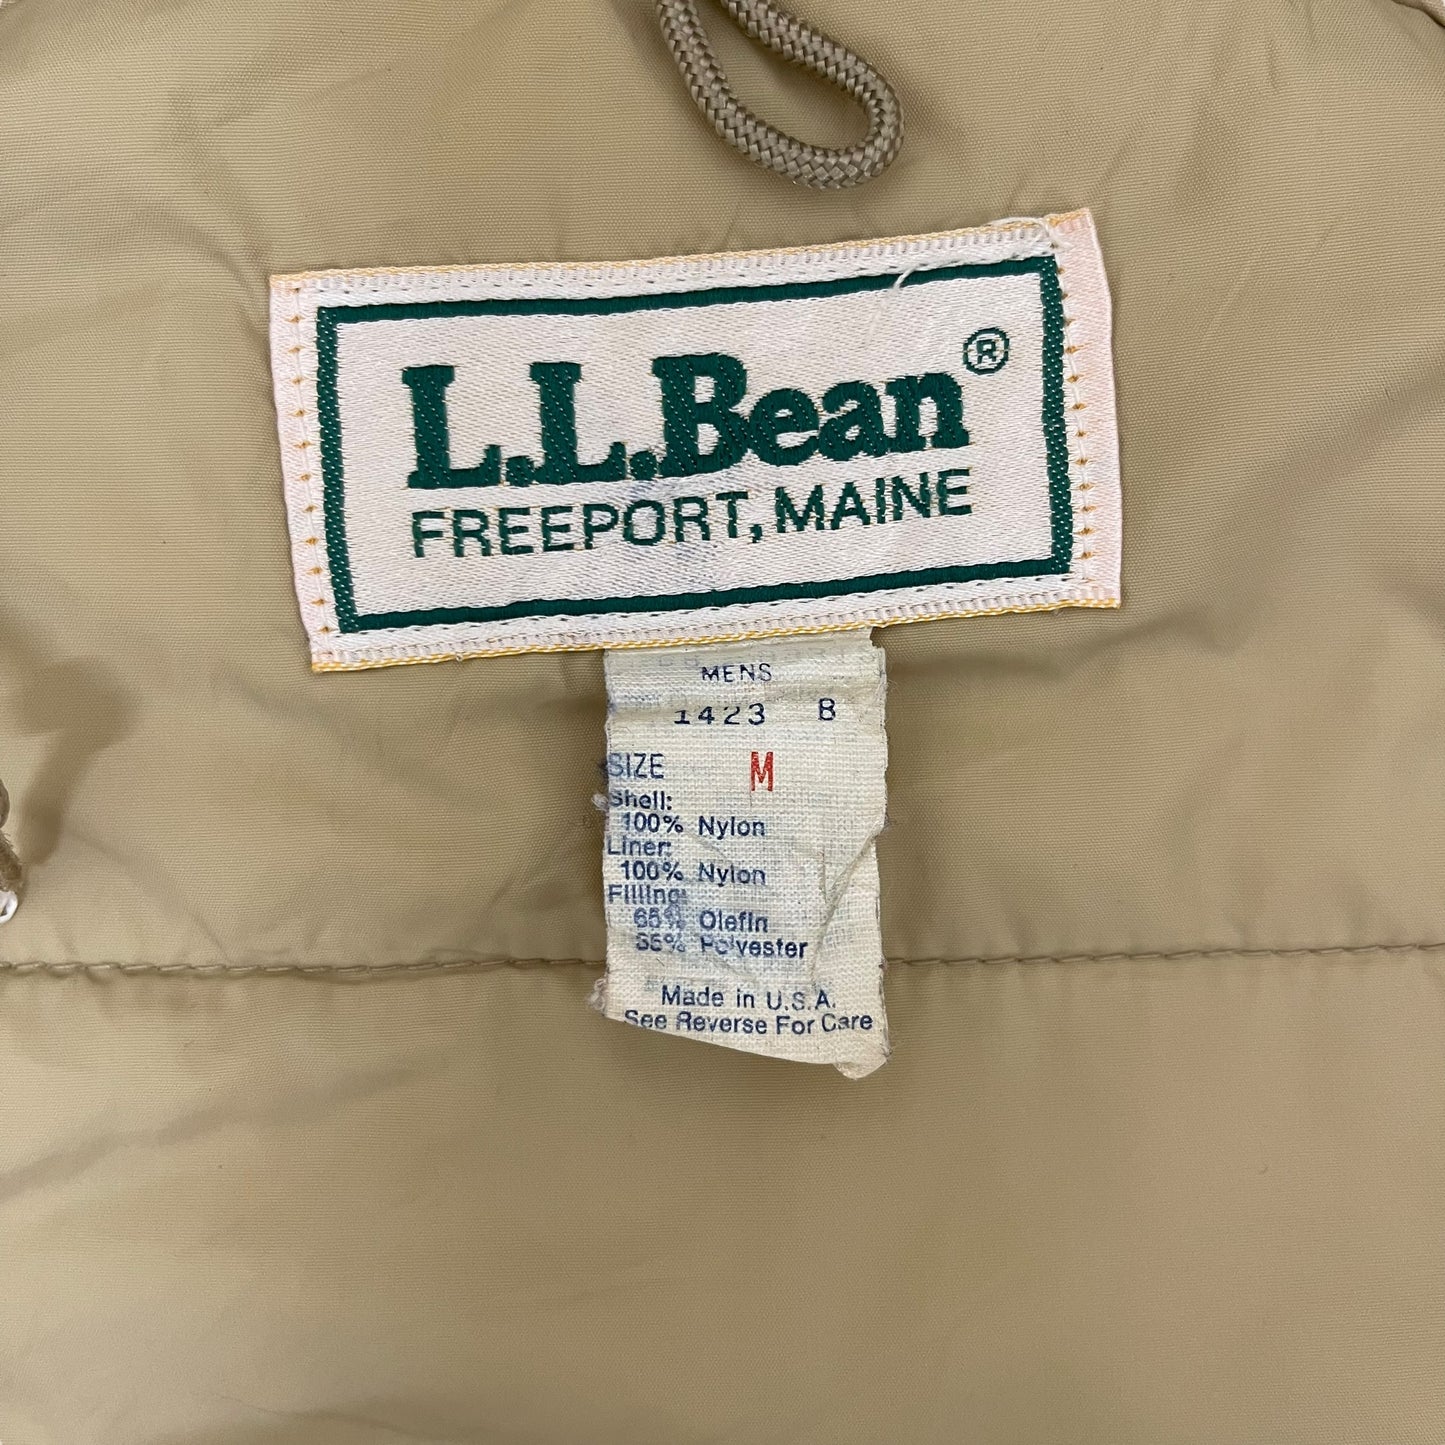 L.L.Bean®
FREEPORT, MAINE
MENS
1423 B
SIZE M
Shell:
100% Nylon
Liner:
100% Nylon
Filling:
65% Olefin
Polyester
Made in U.S.A.
See Reverse For Care